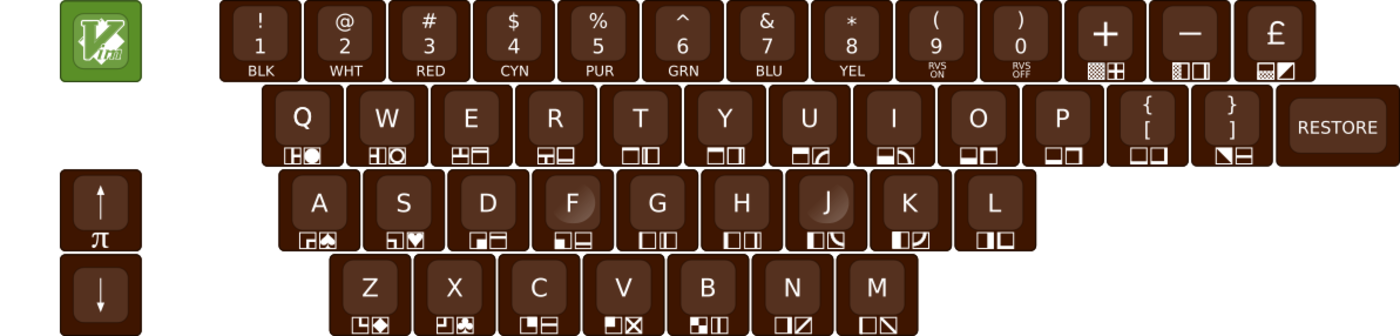 Vim
! @ # $ % ^ & * ( ) + − £
1 2 3 4 5 6 7 8 9 0
BLK WHT RED CYN PUR GRN BLU YEL RVS ON RVS OFF
Q W E R T Y U I O P { [ } ] RESTORE
↑ A S D F G H J K L
π
↓ Z X C V B N M